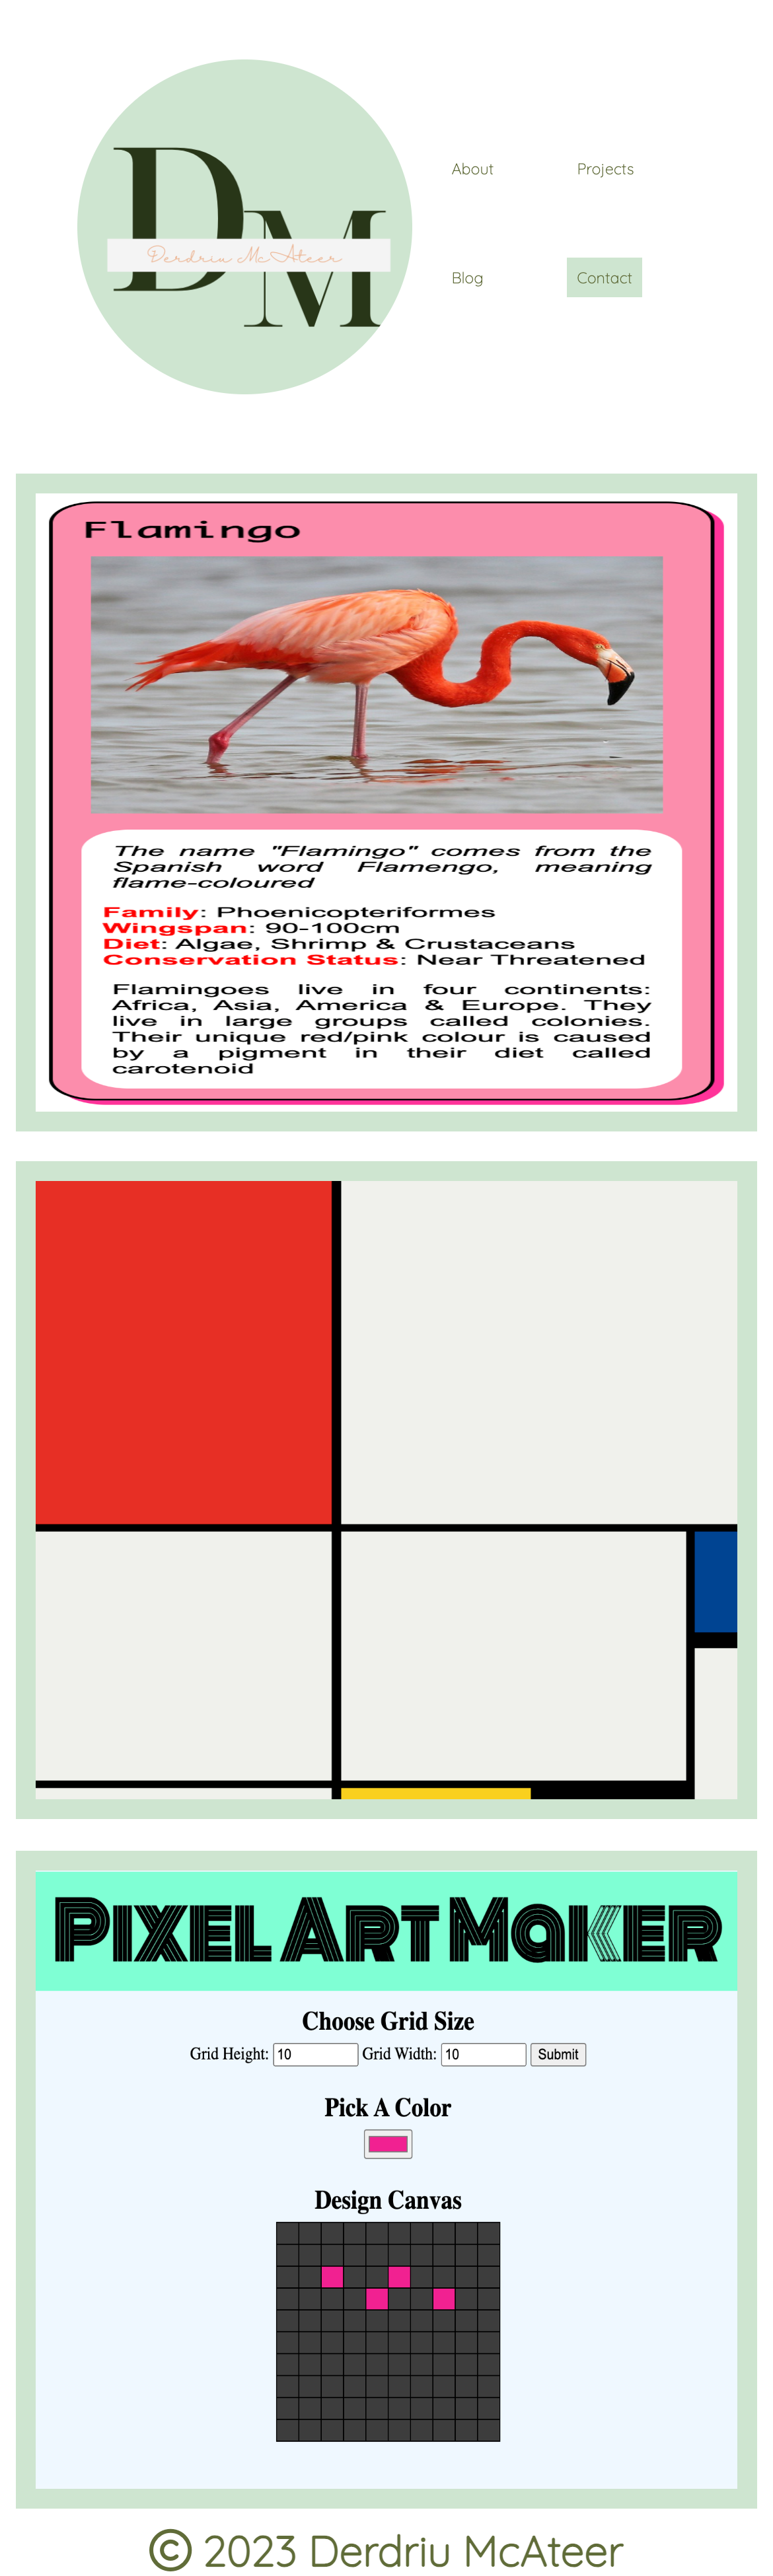 DM
Derdriu McAteer
About
Projects
Blog
Contact
Flamingo
The name "Flamingo" comes from the
Spanish word Flamengo, meaning
flame-coloured
Family: Phoenicopteriformes
Wingspan: 90-100cm
Diet: Algae, Shrimp & Crustaceans
Conservation Status: Near Threatened
Flamingoes live in four continents:
Africa, Asia, America & Europe. They
live in large groups called colonies.
Their unique red/pink colour is caused
by a pigment in their diet called
carotenoid
Pixel Art Maker
Choose Grid Size
Grid Height: 10 Grid Width: 10 Submit
Pick A Color
Design Canvas
© 2023 Derdriu McAteer